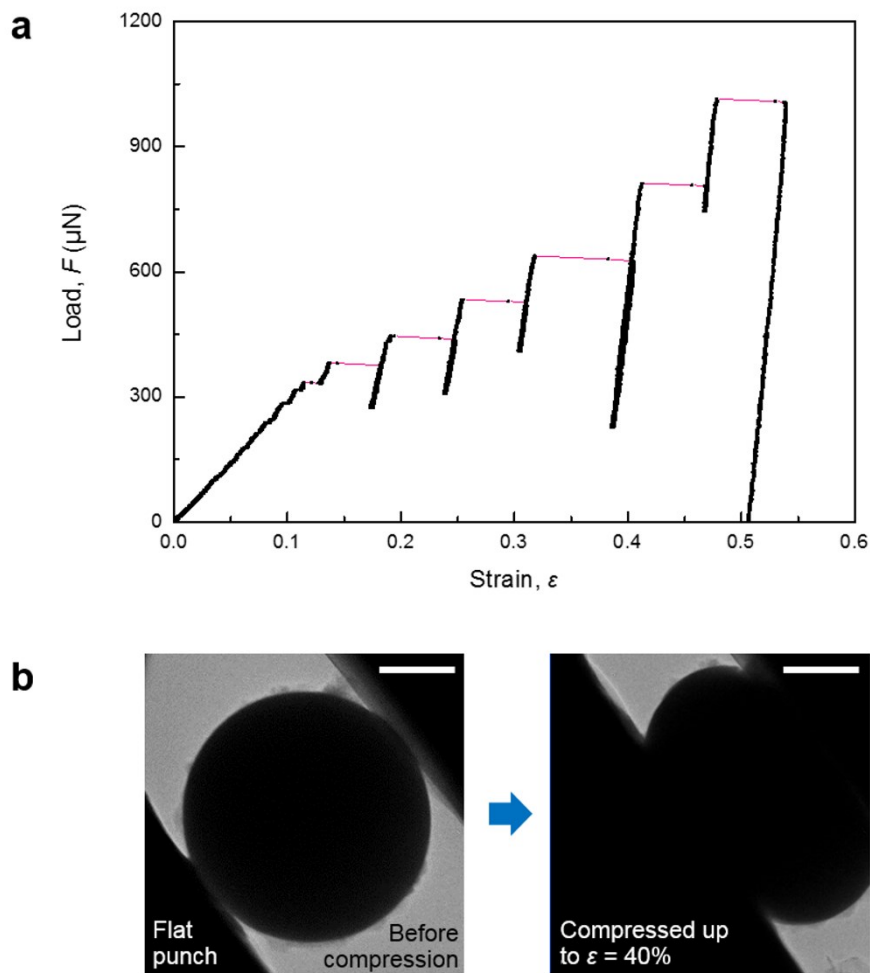 a
1200
900
600
300
0
Load, F (μN)
0.0 0.1 0.2 0.3 0.4 0.5 0.6
Strain, ε
b
Flat
punch
Before
compression
Compressed up
to ε = 40%